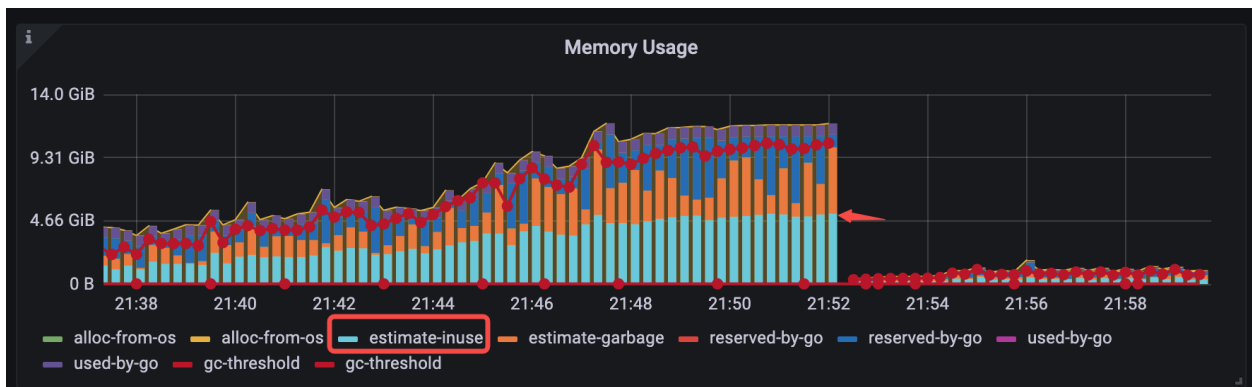 i
Memory Usage
14.0 GiB
9.31 GiB
4.66 GiB
0 B
21:38 21:40 21:42 21:44 21:46 21:48 21:50 21:52 21:54 21:56 21:58
alloc-from-os alloc-from-os estimate-inuse estimate-garbage reserved-by-go reserved-by-go used-by-go
used-by-go gc-threshold gc-threshold